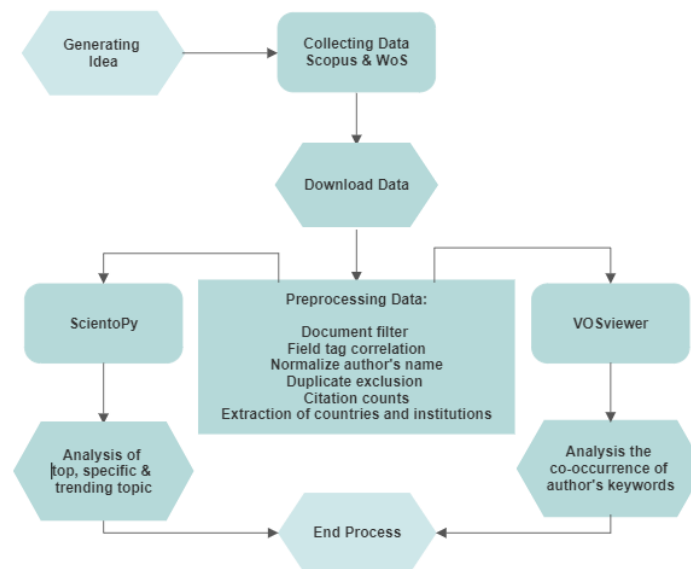 Generating
Idea
Collecting Data
Scopus & WoS
Download Data
ScientoPy
Preprocessing Data:
Document filter
Field tag correlation
Normalize author's name
Duplicate exclusion
Citation counts
Extraction of countries and institutions
VOSviewer
Analysis of
top, specific &
trending topic
Analysis the
co-occurrence of
author's keywords
End Process